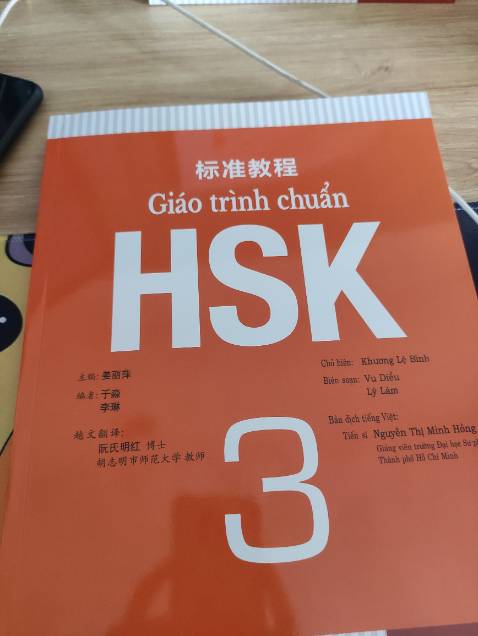 标准教程
Giáo trình chuẩn
HSK
3
主编: 姜丽萍
编著: 于淼
李琳
越文翻译:
阮氏明红 博士
胡志明市师范大学教师
Chủ biên: Khương Lệ Bình
Biên soạn: Vu Diểu
Lý Lâm
Bản dịch tiếng Việt:
Tiến sĩ Nguyễn Thị Minh Hồng
Giảng viên trường Đại học Sư
Thành phố Hồ Chí Minh